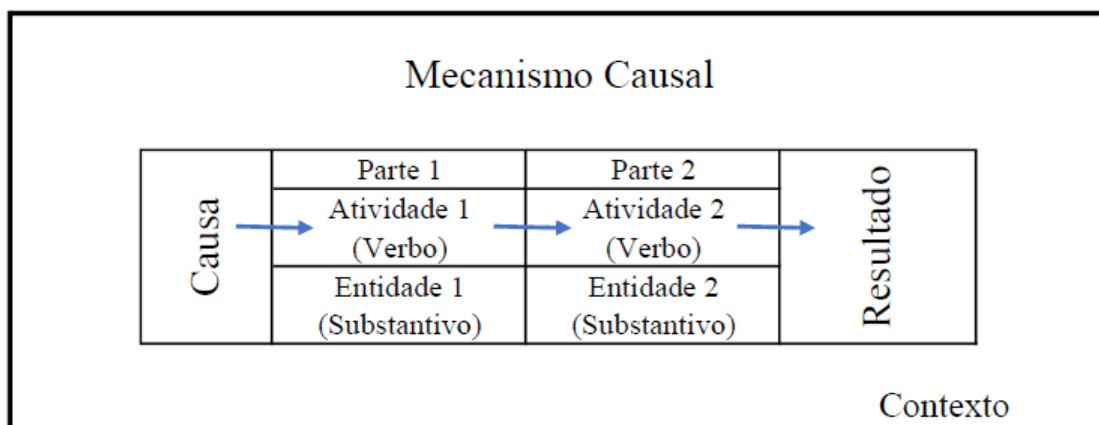 Mecanismo Causal
Causa
Parte 1
Parte 2
Atividade 1
(Verbo)
Atividade 2
(Verbo)
Entidade 1
(Substantivo)
Entidade 2
(Substantivo)
Resultado
Contexto